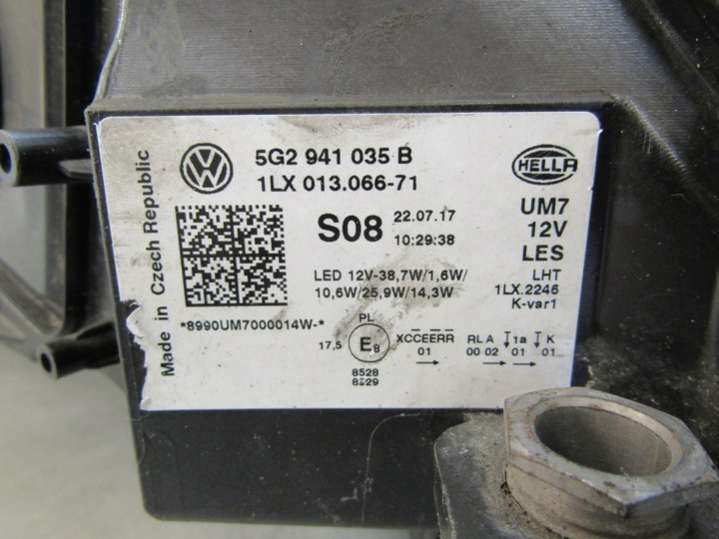 Made in Czech Republic
VW
5G2 941 035 B
1LX 013.066-71
HELLA
S08
22.07.17
10:29:38
UM7
12V
LES
LED 12V-38,7W/1,6W/
10,6W/25,9W/14,3W
LHT
1LX.2246
K-var1
*8990UM7000014W-*
PL
17,5
E8
8528
8529
XCCEERR
01
RL A 1a K
00 02 01 01